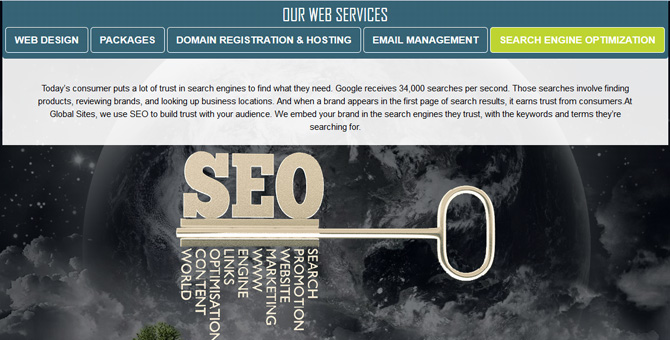 OUR WEB SERVICES
WEB DESIGN
PACKAGES
DOMAIN REGISTRATION & HOSTING
EMAIL MANAGEMENT
SEARCH ENGINE OPTIMIZATION
Today's consumer puts a lot of trust in search engines to find what they need. Google receives 34,000 searches per second. Those searches involve finding
products, reviewing brands, and looking up business locations. And when a brand appears in the first page of search results, it earns trust from consumers.At
Global Sites, we use SEO to build trust with your audience. We embed your brand in the search engines they trust, with the keywords and terms they're
searching for.
SEO
SEARCH
PROMOTION
WEBSITE
MARKETING
WWW
ENGINE
LINKS
OPTIMISATION
CONTENT
WORLD